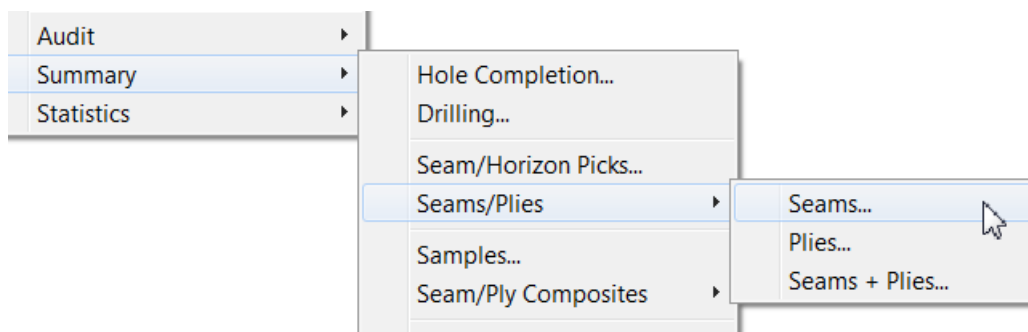 Audit
Summary
Statistics
Hole Completion...
Drilling...
Seam/Horizon Picks...
Seams/Plies
Samples...
Seam/Ply Composites
Seams...
Plies...
Seams + Plies...